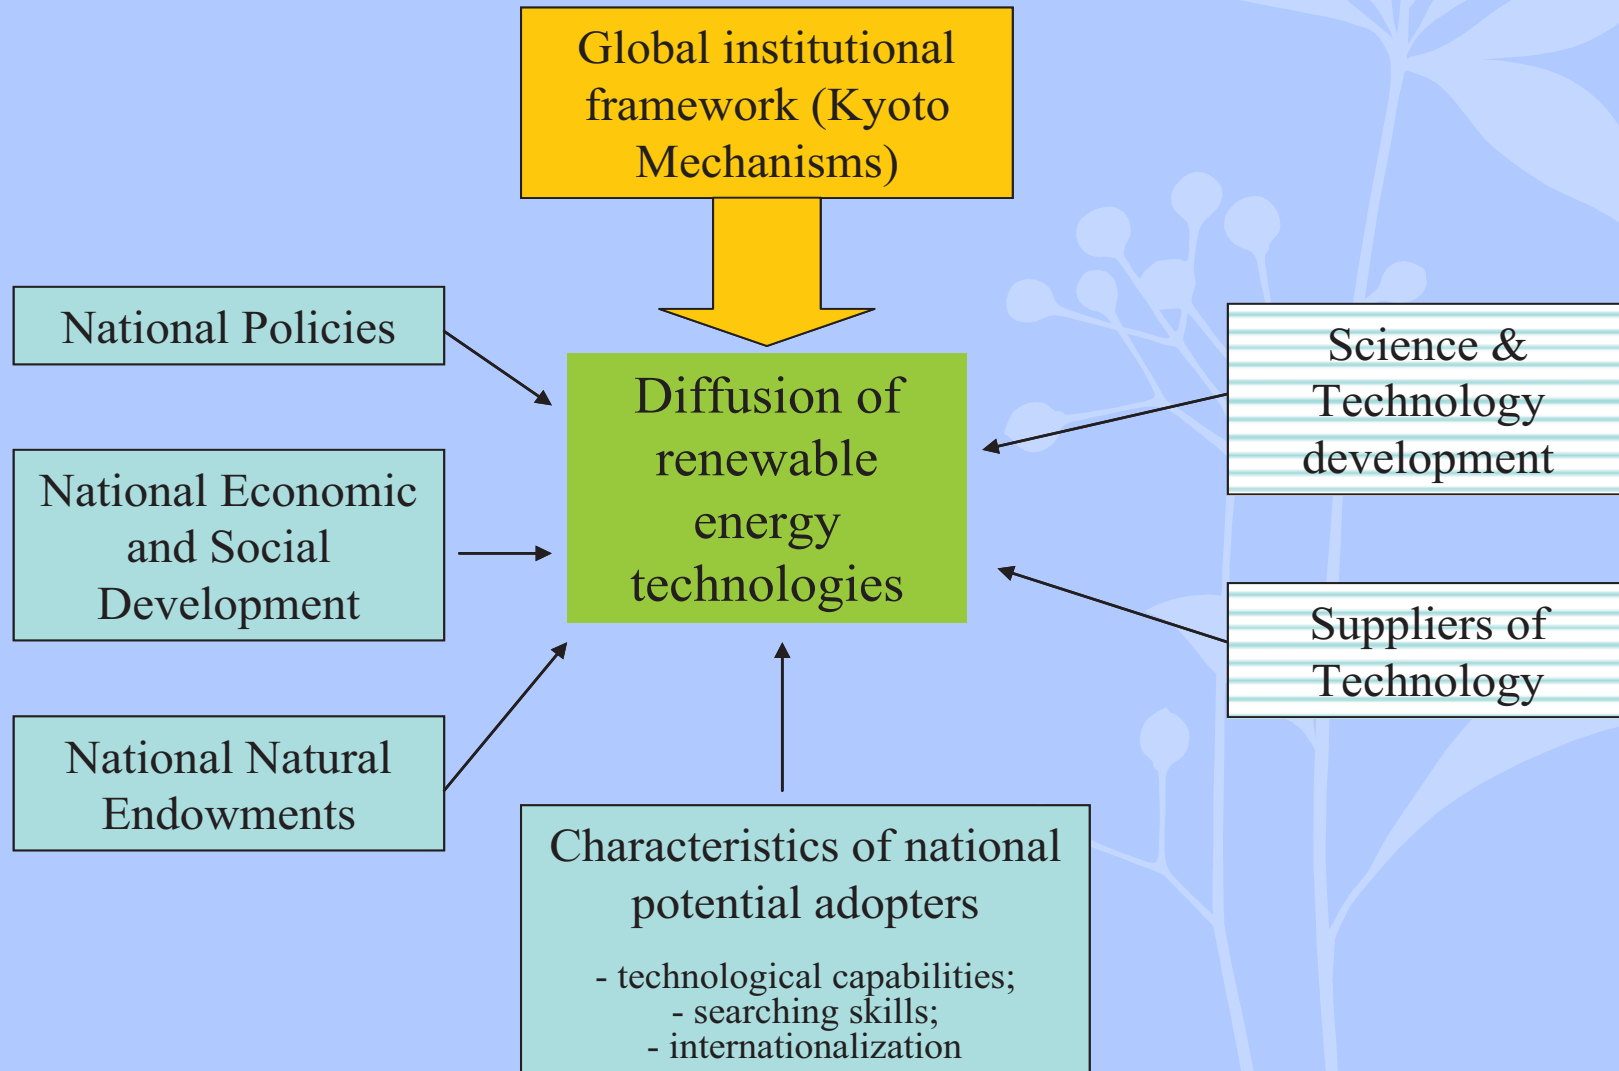 Global institutional
framework (Kyoto
Mechanisms)
National Policies
Diffusion of
renewable
energy
technologies
Science &
Technology
development
National Economic
and Social
Development
Suppliers of
Technology
National Natural
Endowments
Characteristics of national
potential adopters
- technological capabilities;
- searching skills;
- internationalization